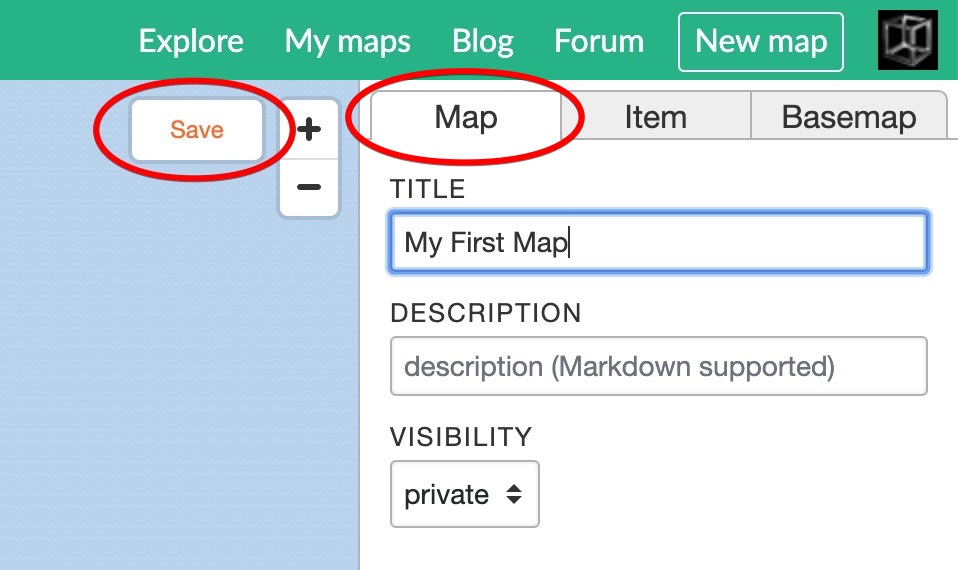 Explore My maps Blog Forum New map
Save + Map Item Basemap
−
TITLE
My First Map
DESCRIPTION
description (Markdown supported)
VISIBILITY
private